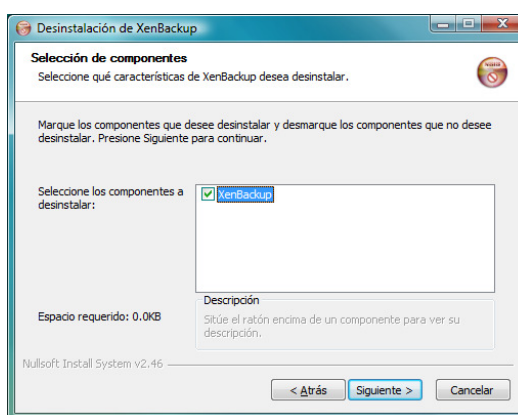 Desinstalación de XenBackup
Selección de componentes
Seleccione qué características de XenBackup desea desinstalar.
Marque los componentes que desee desinstalar y desmarque los componentes que no desee
desinstalar. Presione Siguiente para continuar.
Seleccione los componentes a
desinstalar:
XenBackup
Espacio requerido: 0.0KB
Descripción
Sitúe el ratón encima de un componente para ver su
descripción.
Nullsoft Install System v2.46
< Atrás
Siguiente >
Cancelar